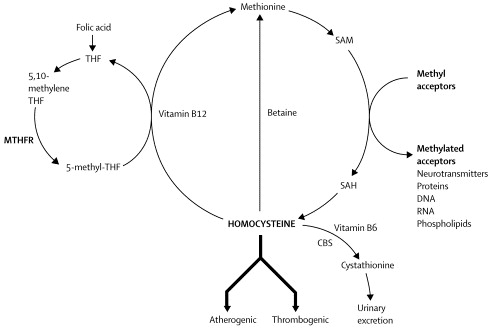 Methionine
Folic acid
SAM
THF
5,10-
methylene
THF
Methyl
acceptors
Vitamin B12
Betaine
MTHFR
Methylated
acceptors
Neurotransmitters
Proteins
DNA
RNA
Phospholipids
5-methyl-THF
SAH
HOMOCYSTEINE
Vitamin B6
CBS
Cystathionine
Atherogenic
Thrombogenic
Urinary
excretion